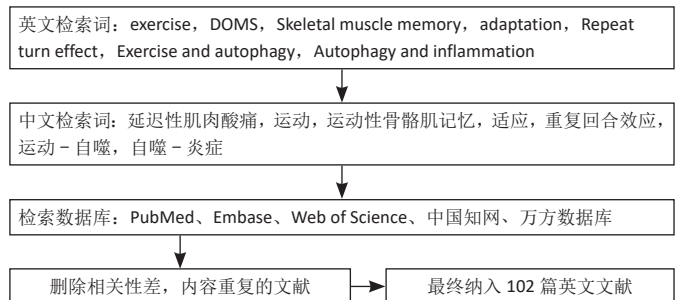 英文检索词：exercise，DOMS，Skeletal muscle memory，adaptation，Repeat
turn effect，Exercise and autophagy，Autophagy and inflammation
中文检索词：延迟性肌肉酸痛，运动，运动性骨骼肌记忆，适应，重复回合效应，
运动－自噬，自噬－炎症
检索数据库：PubMed、Embase、Web of Science、中国知网、万方数据库
删除相关性差，内容重复的文献
最终纳入 102 篇英文文献